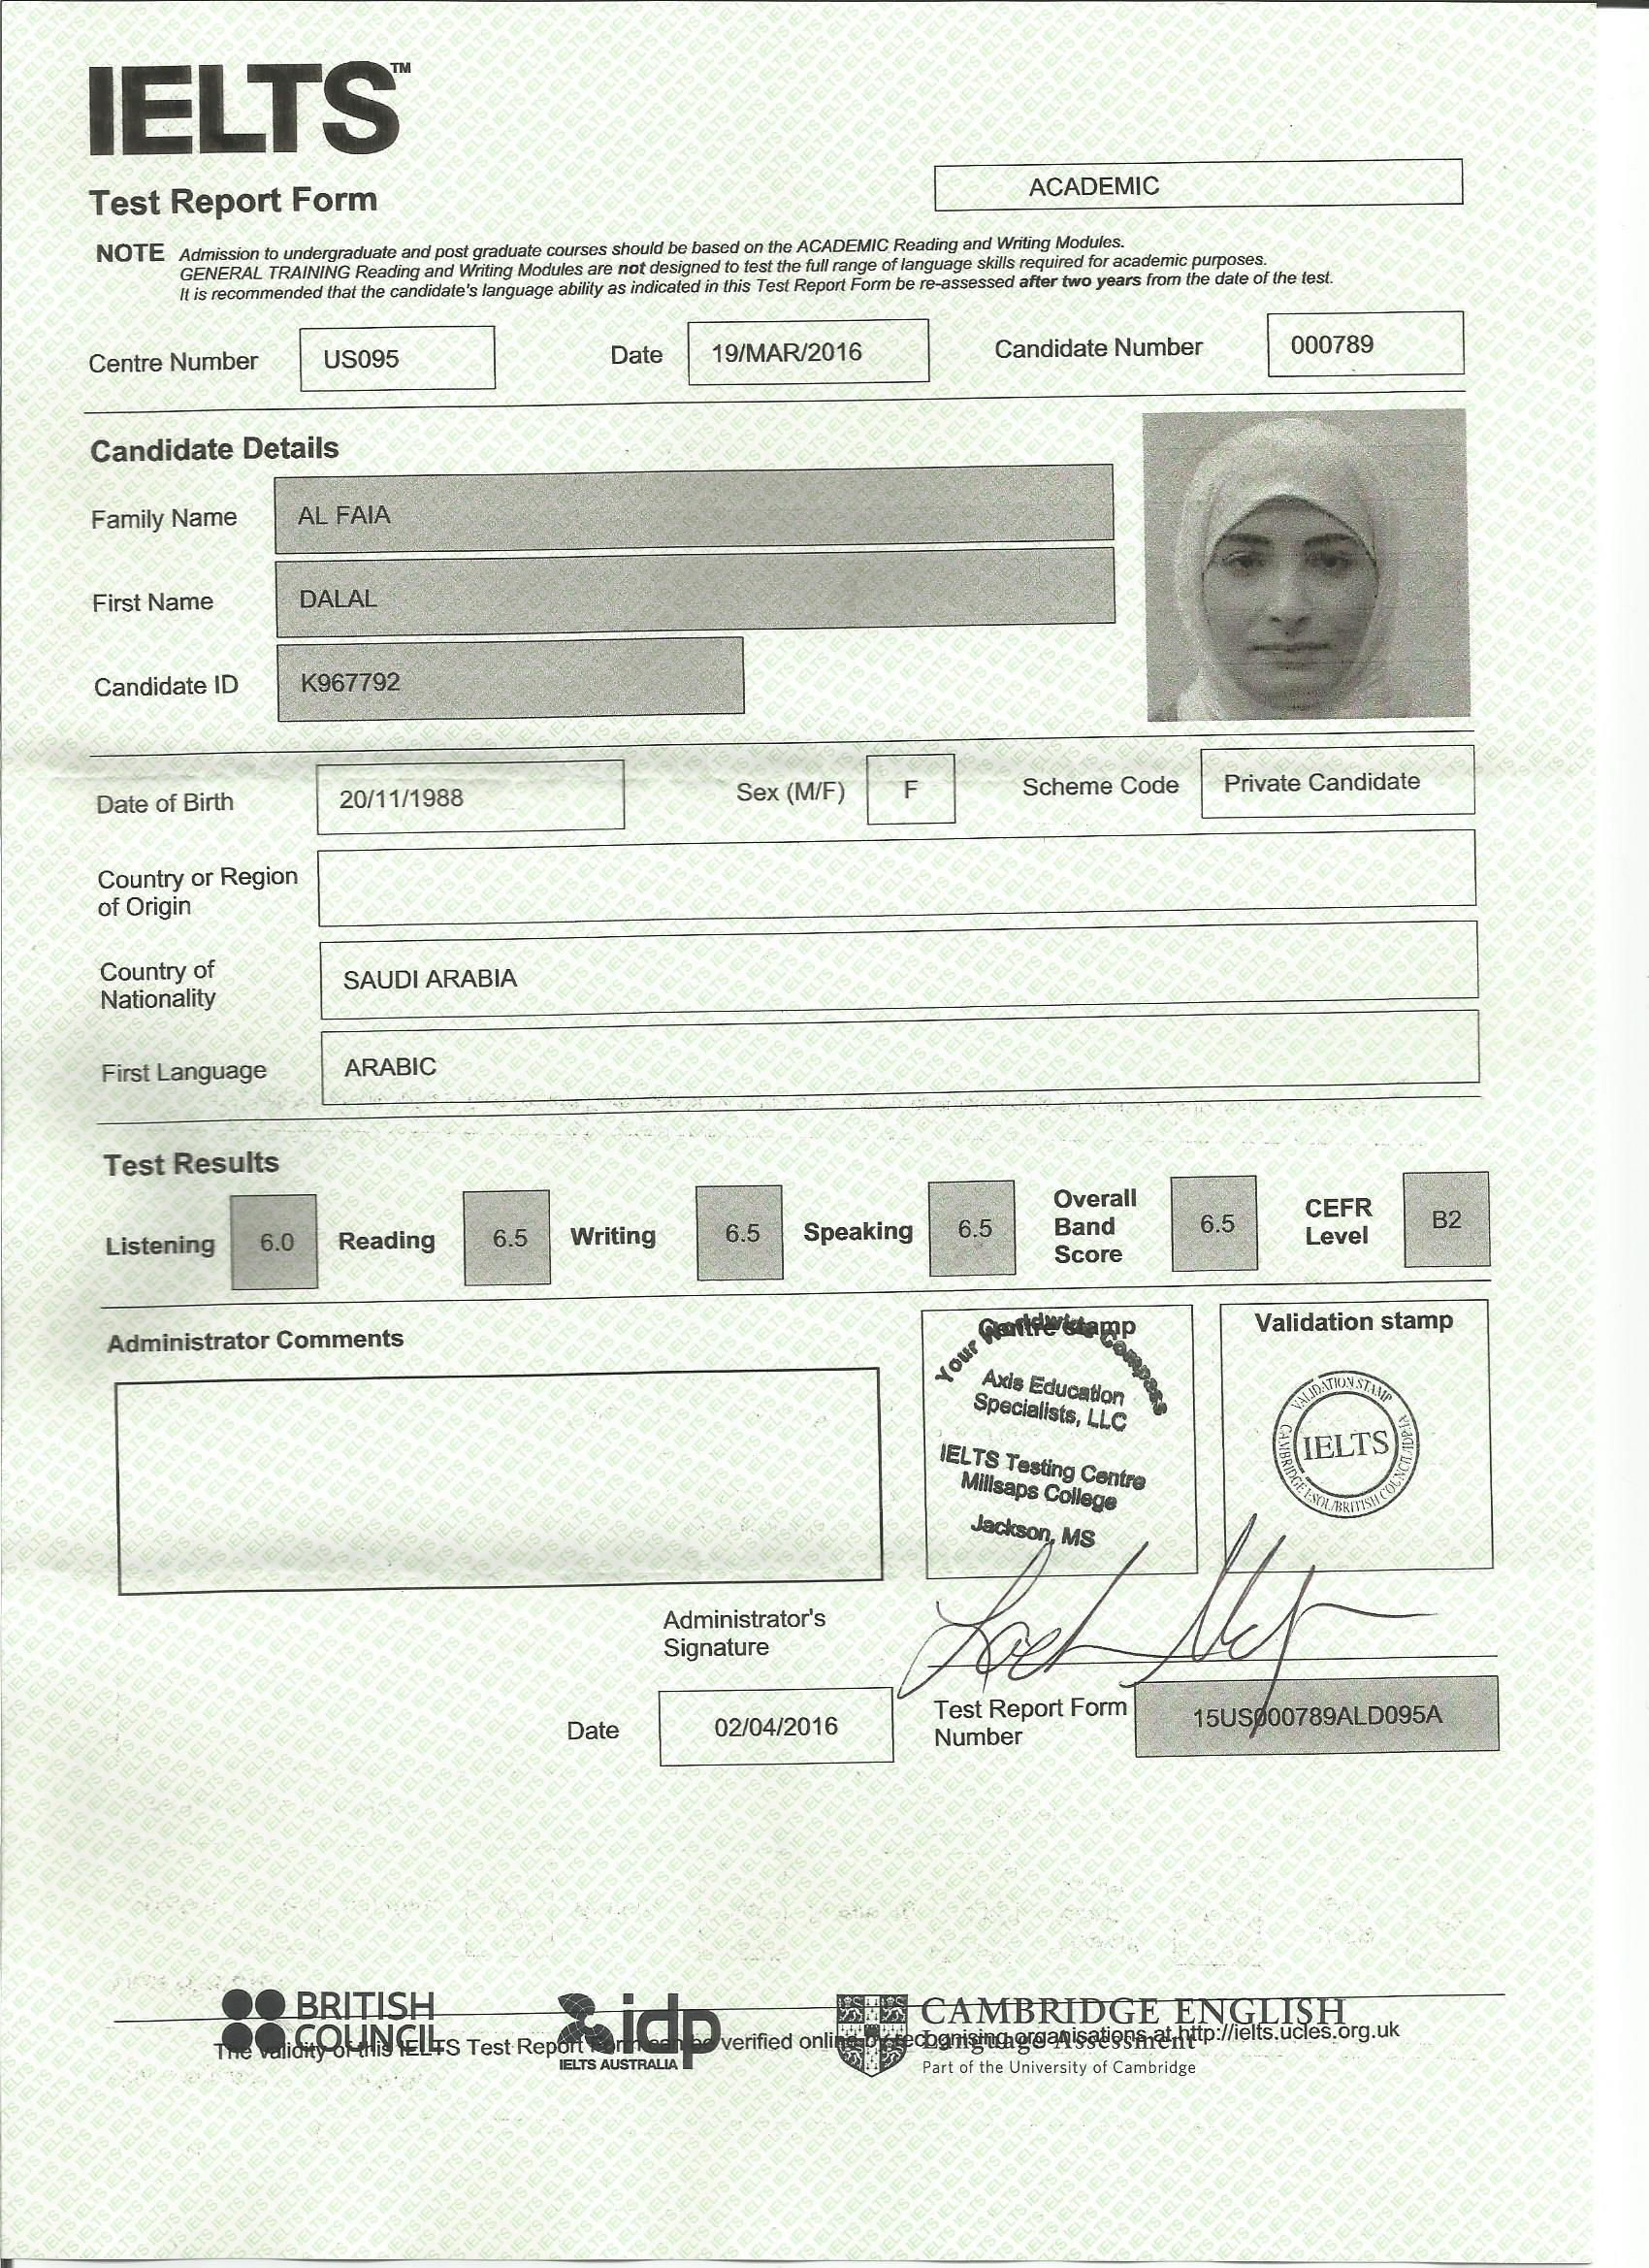 IELTS™
Test Report Form
ACADEMIC
NOTE Admission to undergraduate and post graduate courses should be based on the ACADEMIC Reading and Writing Modules.
GENERAL TRAINING Reading and Writing Modules are not designed to test the full range of language skills required for academic purposes.
It is recommended that the candidate's language ability as indicated in this Test Report Form be re-assessed after two years from the date of the test.
Centre Number US095 Date 19/MAR/2016 Candidate Number 000789
Candidate Details
Family Name AL FAIA
First Name DALAL
Candidate ID K967792
Date of Birth 20/11/1988 Sex (M/F) F Scheme Code Private Candidate
Country or Region
of Origin
Country of
Nationality SAUDI ARABIA
First Language ARABIC
Test Results
Listening 6.0 Reading 6.5 Writing 6.5 Speaking 6.5 Overall Band Score 6.5 CEFR Level B2
Administrator Comments
Centre stamp
Your Worldwide Compass
Axis Education
Specialists, LLC
IELTS Testing Centre
Millsaps College
Jackson, MS
Validation stamp
VALIDATION STAMP
IELTS
CAMBRIDGE ESOL/BRITISH COUNCIL/IDP:IA
Administrator's
Signature
Date 02/04/2016
Test Report Form
Number 15US000789ALD095A
BRITISH
COUNCIL
idp
IELTS AUSTRALIA
CAMBRIDGE ENGLISH
Language Assessment
Part of the University of Cambridge
The validity of this IELTS Test Report Form can be verified online by recognising organisations at http://ielts.ucles.org.uk